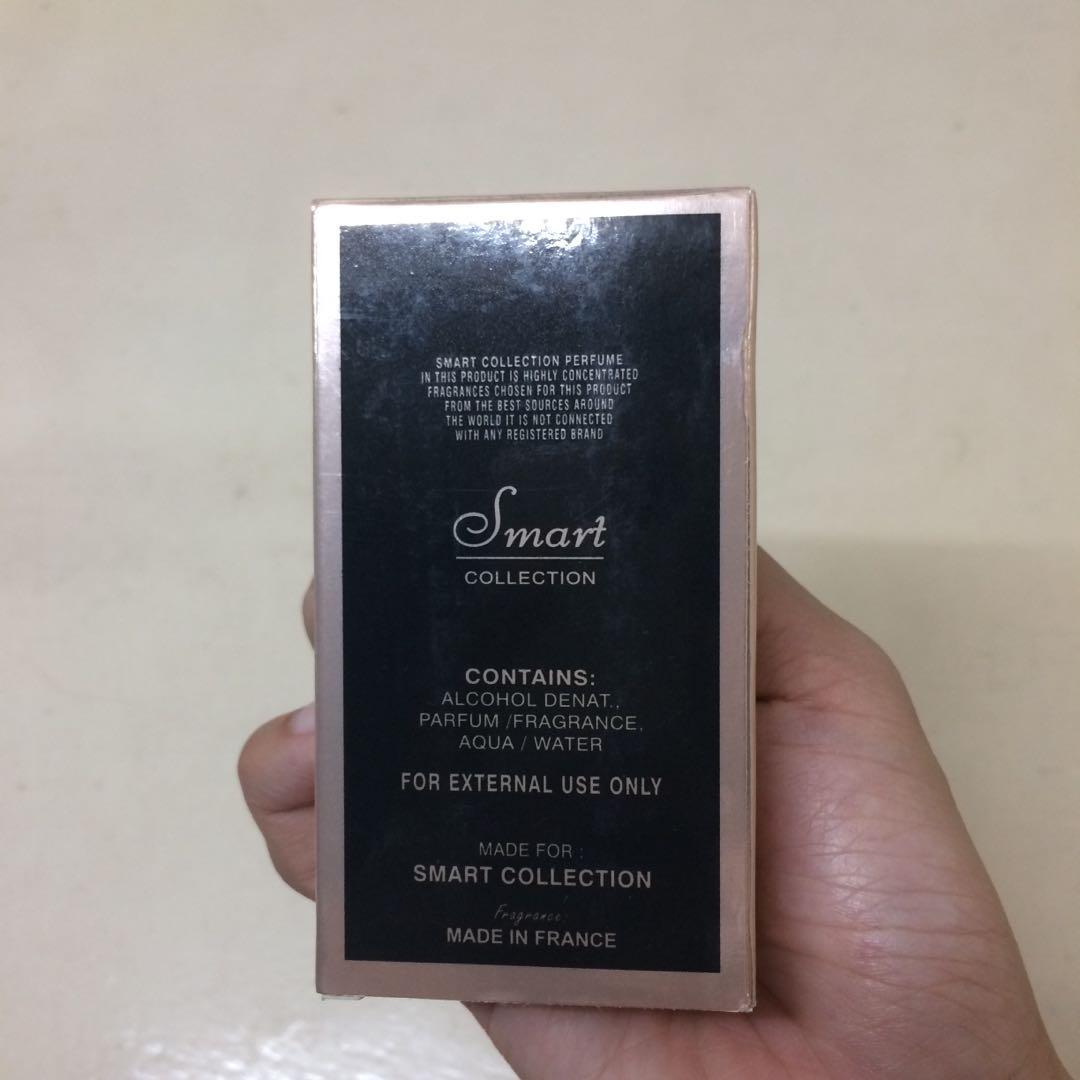 SMART COLLECTION PERFUME
IN THIS PRODUCT IS HIGHLY CONCENTRATED
FRAGRANCES CHOSEN FOR THIS PRODUCT
FROM THE BEST SOURCES AROUND
THE WORLD IT IS NOT CONNECTED
WITH ANY REGISTERED BRAND
Smart
COLLECTION
CONTAINS:
ALCOHOL DENAT.,
PARFUM /FRAGRANCE,
AQUA / WATER
FOR EXTERNAL USE ONLY
MADE FOR :
SMART COLLECTION
Fragrance:
MADE IN FRANCE